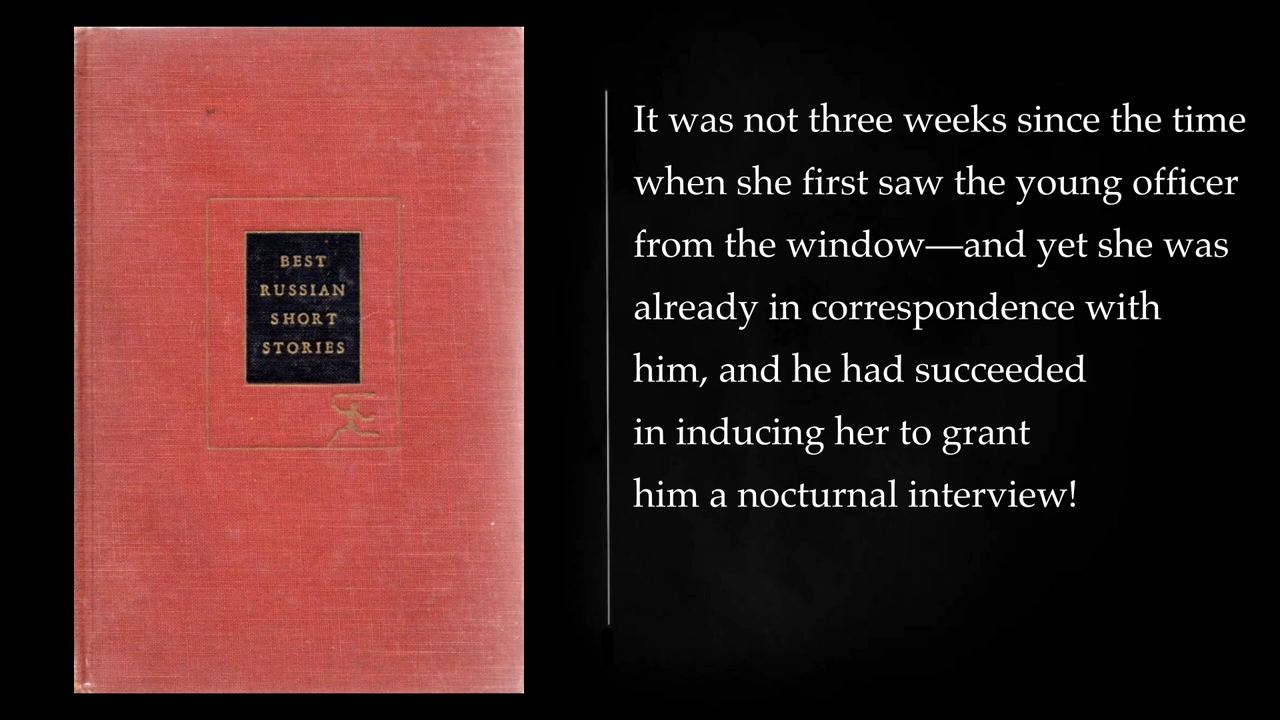 BEST
RUSSIAN
SHORT
STORIES
It was not three weeks since the time
when she first saw the young officer
from the window—and yet she was
already in correspondence with
him, and he had succeeded
in inducing her to grant
him a nocturnal interview!